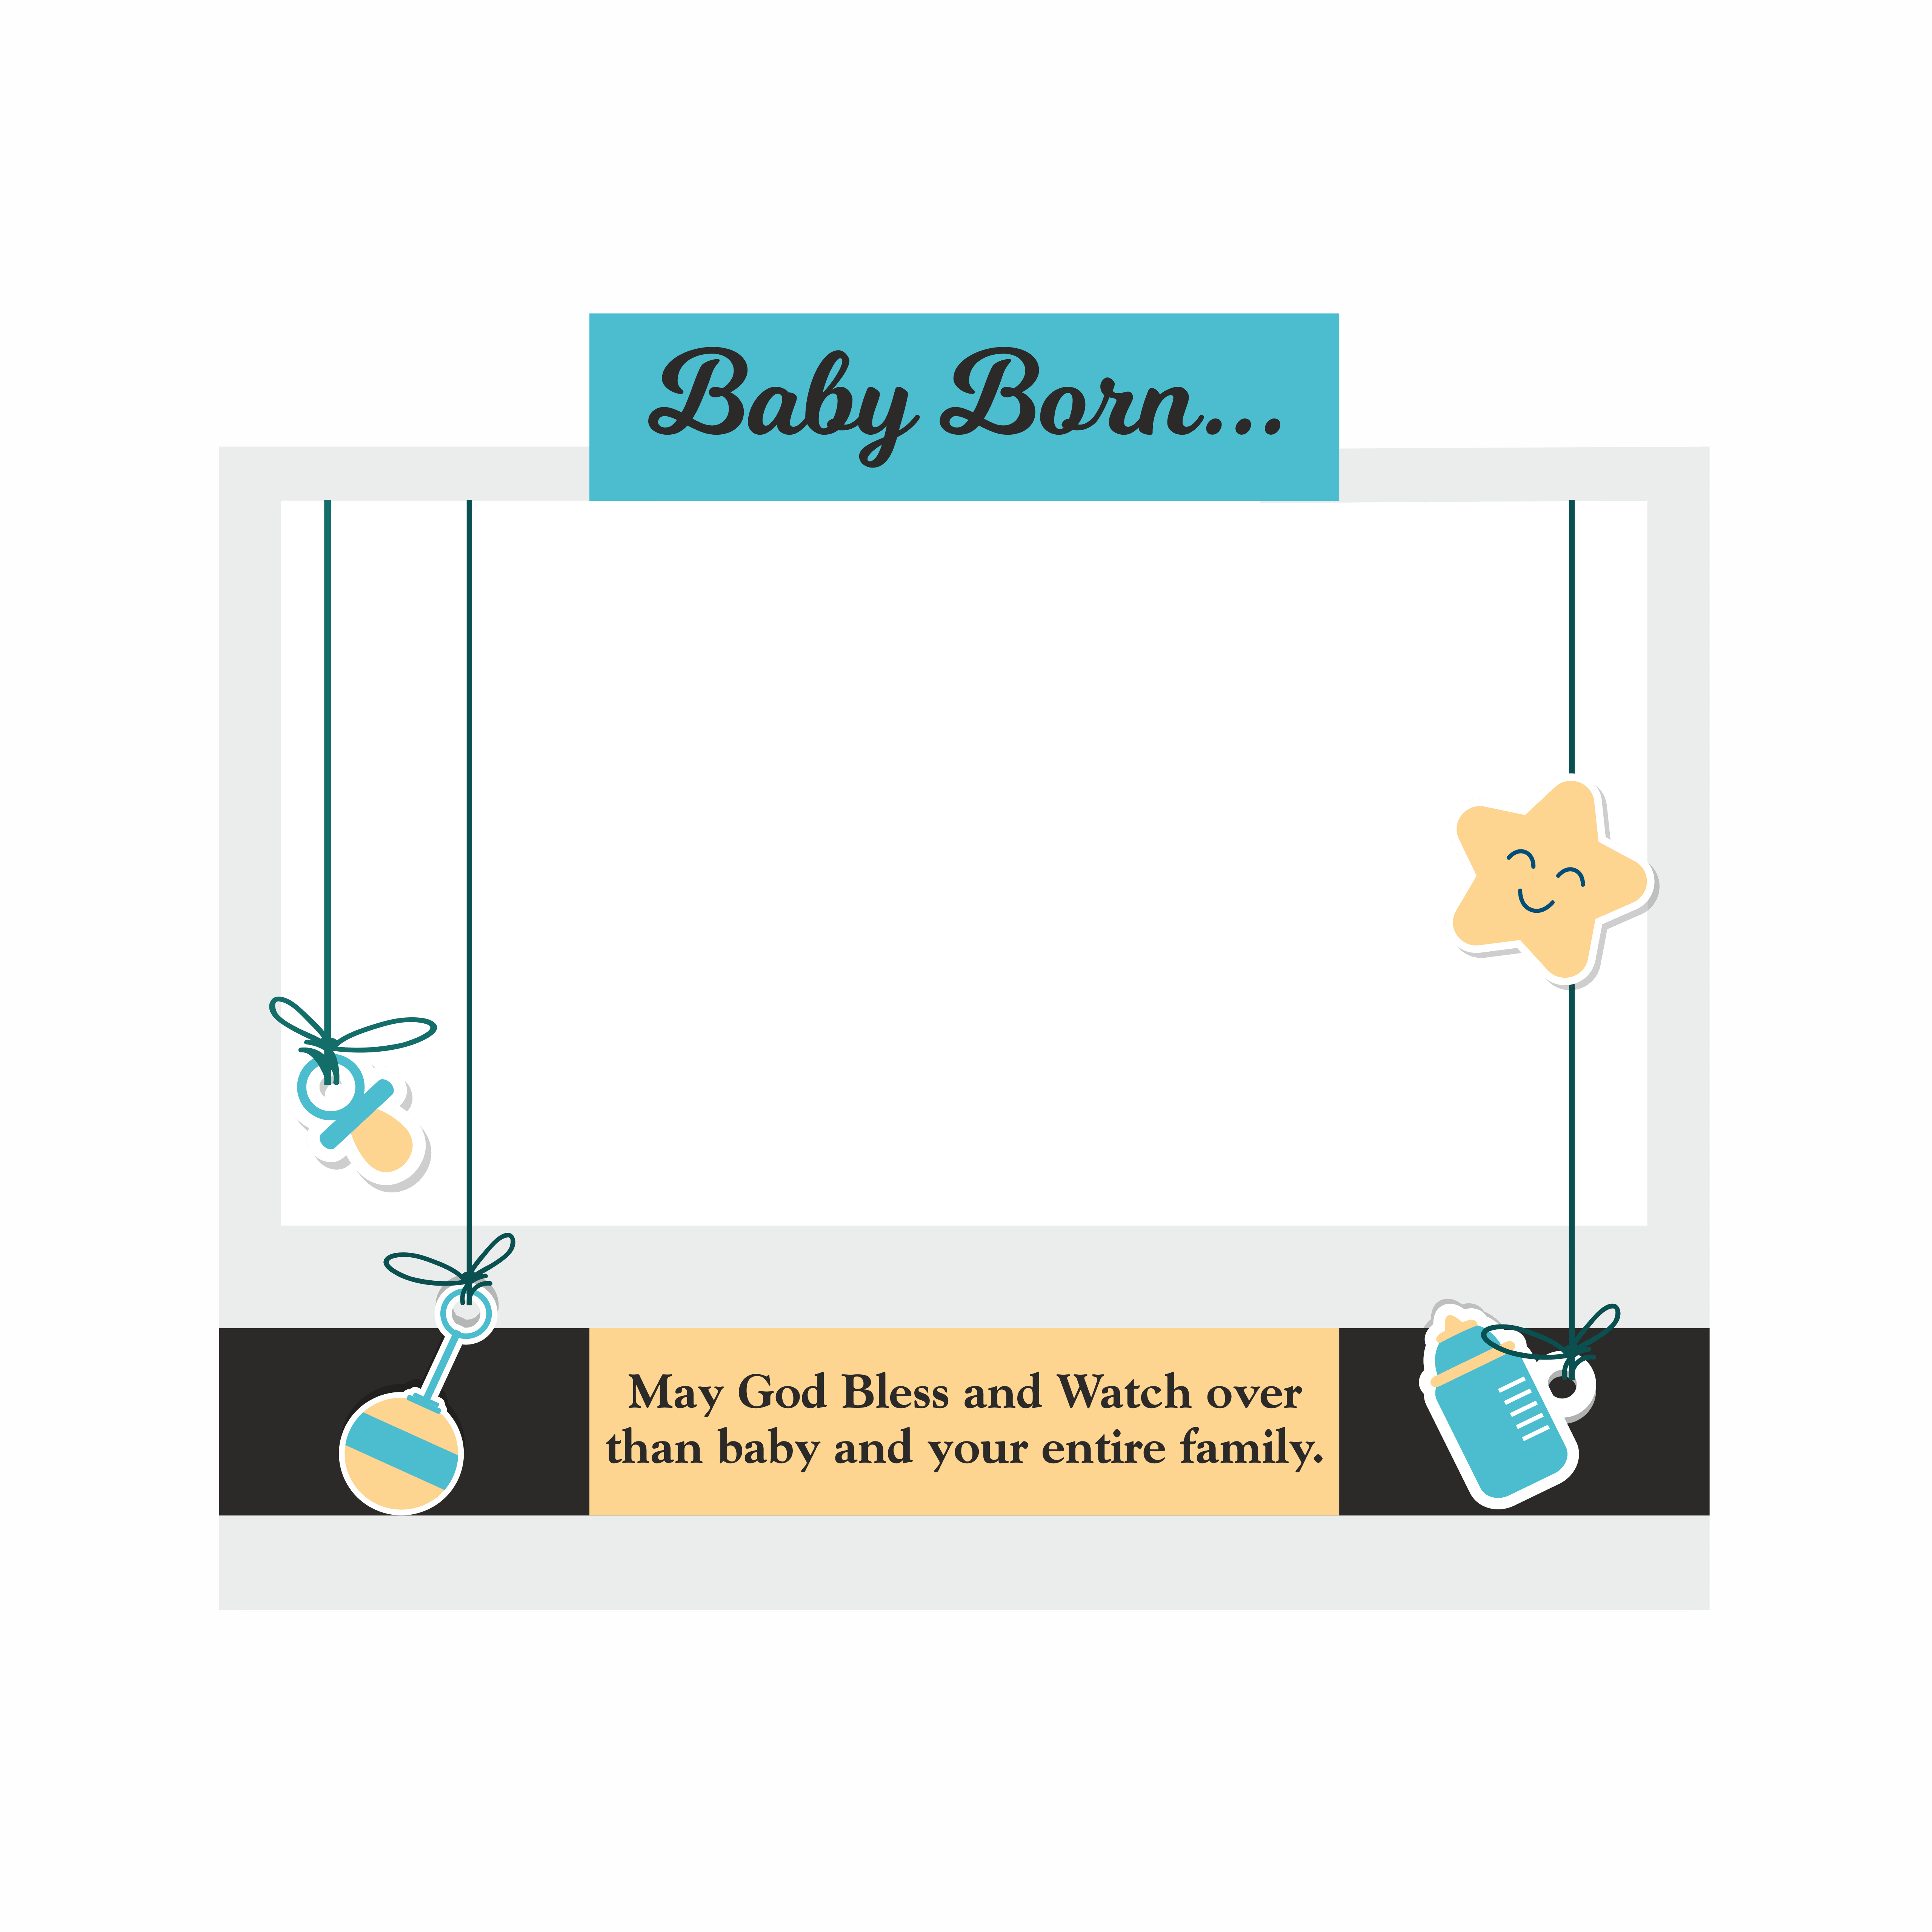 Baby Born...
May God Bless and Watch over
than baby and your entire family.